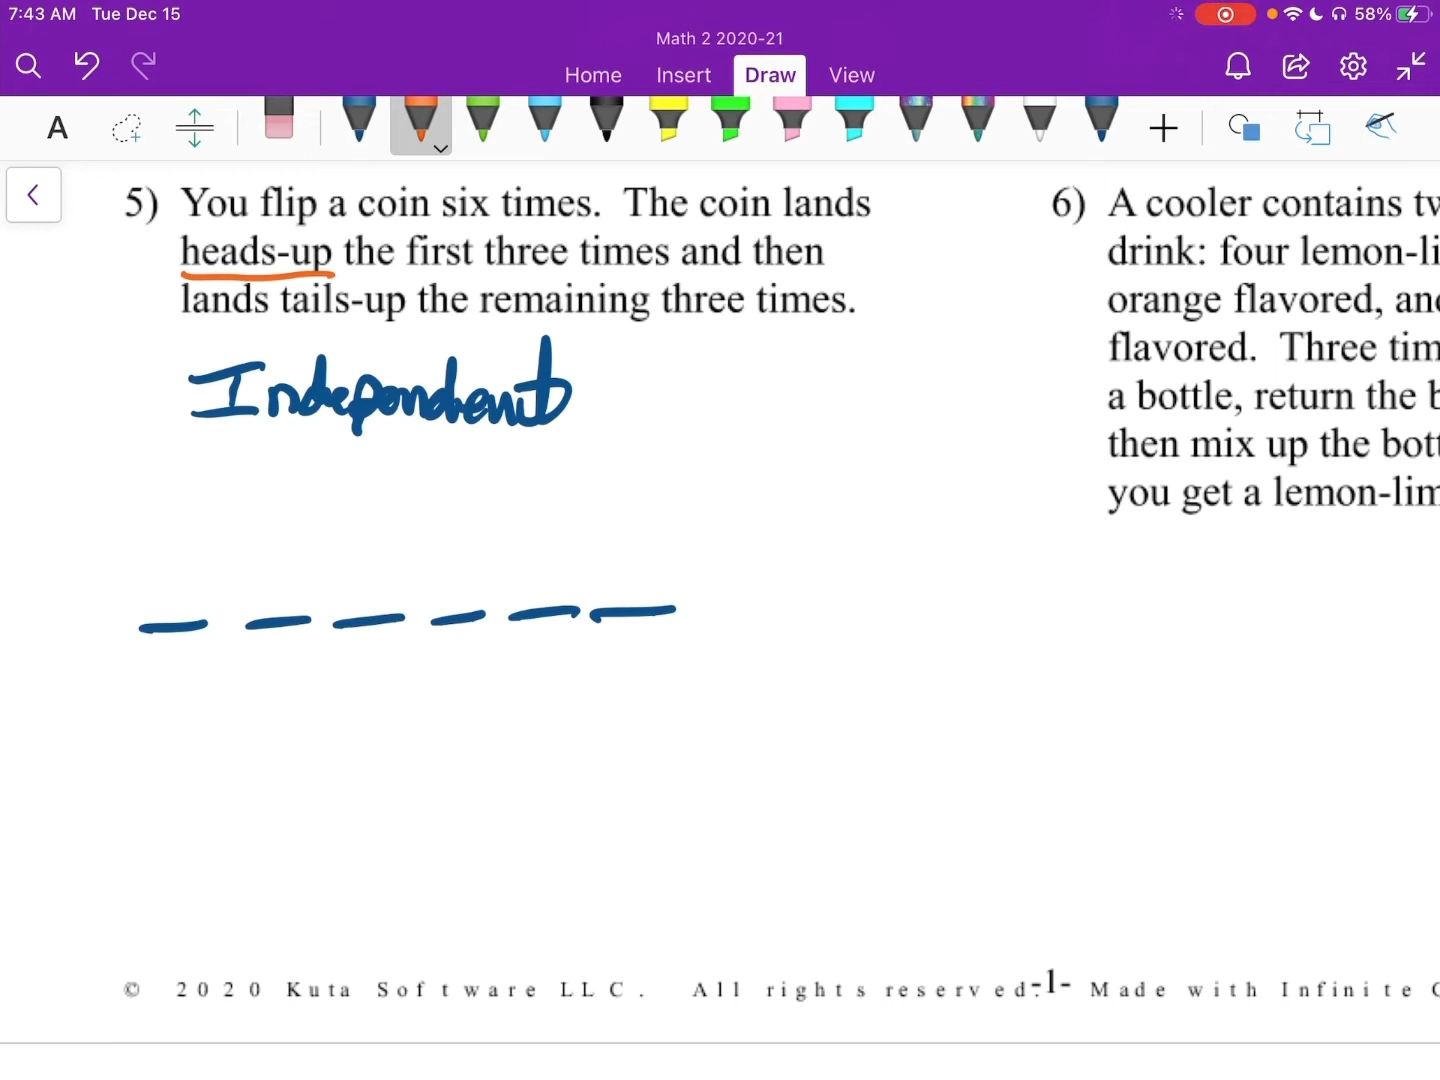 7:43 AM Tue Dec 15
58%
Math 2 2020-21
Home Insert Draw View
A
5) You flip a coin six times. The coin lands
heads-up the first three times and then
lands tails-up the remaining three times.
Independent
6) A cooler contains tw
drink: four lemon-li
orange flavored, and
flavored. Three tim
a bottle, return the b
then mix up the bott
you get a lemon-lim
© 2020 Kuta Software LLC. All rights reserved. -1- Made with Infinite